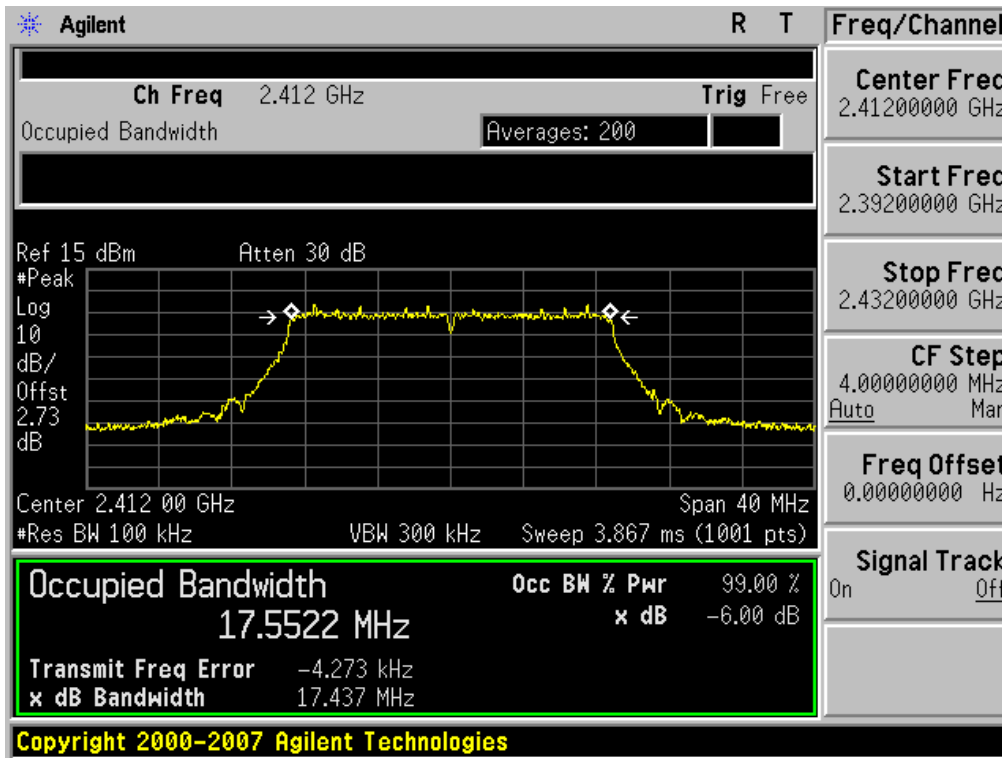 Agilent R T
Ch Freq 2.412 GHz Trig Free
Occupied Bandwidth Averages: 200
Ref 15 dBm Atten 30 dB
#Peak
Log
10
dB/
Offst
2.73
dB
Center 2.412 00 GHz Span 40 MHz
#Res BW 100 kHz VBW 300 kHz Sweep 3.867 ms (1001 pts)
Occupied Bandwidth Occ BW % Pwr 99.00 %
17.5522 MHz x dB -6.00 dB
Transmit Freq Error -4.273 kHz
x dB Bandwidth 17.437 MHz
Copyright 2000-2007 Agilent Technologies
Freq/Channel
Center Freq
2.41200000 GHz
Start Freq
2.39200000 GHz
Stop Freq
2.43200000 GHz
CF Step
4.00000000 MHz
Auto Man
Freq Offset
0.00000000 Hz
Signal Track
On Off